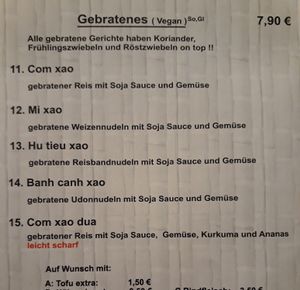 Gebratenes ( Vegan ) So,Gl 7,90 €
Alle gebratene Gerichte haben Koriander,
Frühlingszwiebeln und Röstzwiebeln on top !!
11. Com xao
gebratener Reis mit Soja Sauce und Gemüse
12. Mi xao
gebratene Weizennudeln mit Soja Sauce und Gemüse
13. Hu tieu xao
gebratene Reisbandnudeln mit Soja Sauce und Gemüse
14. Banh canh xao
gebratene Udonnudeln mit Soja Sauce und Gemüse
15. Com xao dua
gebratener Reis mit Soja Sauce, Gemüse, Kurkuma und Ananas
leicht scharf
Auf Wunsch mit:
A: Tofu extra: 1,50 €